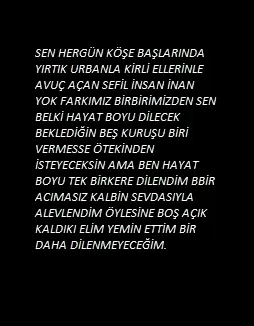 SEN HERGÜN KÖŞE BAŞLARINDA
YIRTIK URBANLA KİRLİ ELLERİNLE
AVUÇ AÇAN SEFİL İNSAN İNAN
YOK FARKIMIZ BİRBİRİMİZDEN SEN
BELKİ HAYAT BOYU DİLECEK
BEKLEDİĞİN BEŞ KURUŞU BİRİ
VERMESSE ÖTEKİNDEN
İSTEYECEKSİN AMA BEN HAYAT
BOYU TEK BİRKERE DİLENDİM BBİR
ACIMASIZ KALBİN SEVDASIYLA
ALEVLENDİM ÖYLESİNE BOŞ AÇIK
KALDIKI ELİM YEMİN ETTİM BİR
DAHA DİLENMEYECEĞİM.